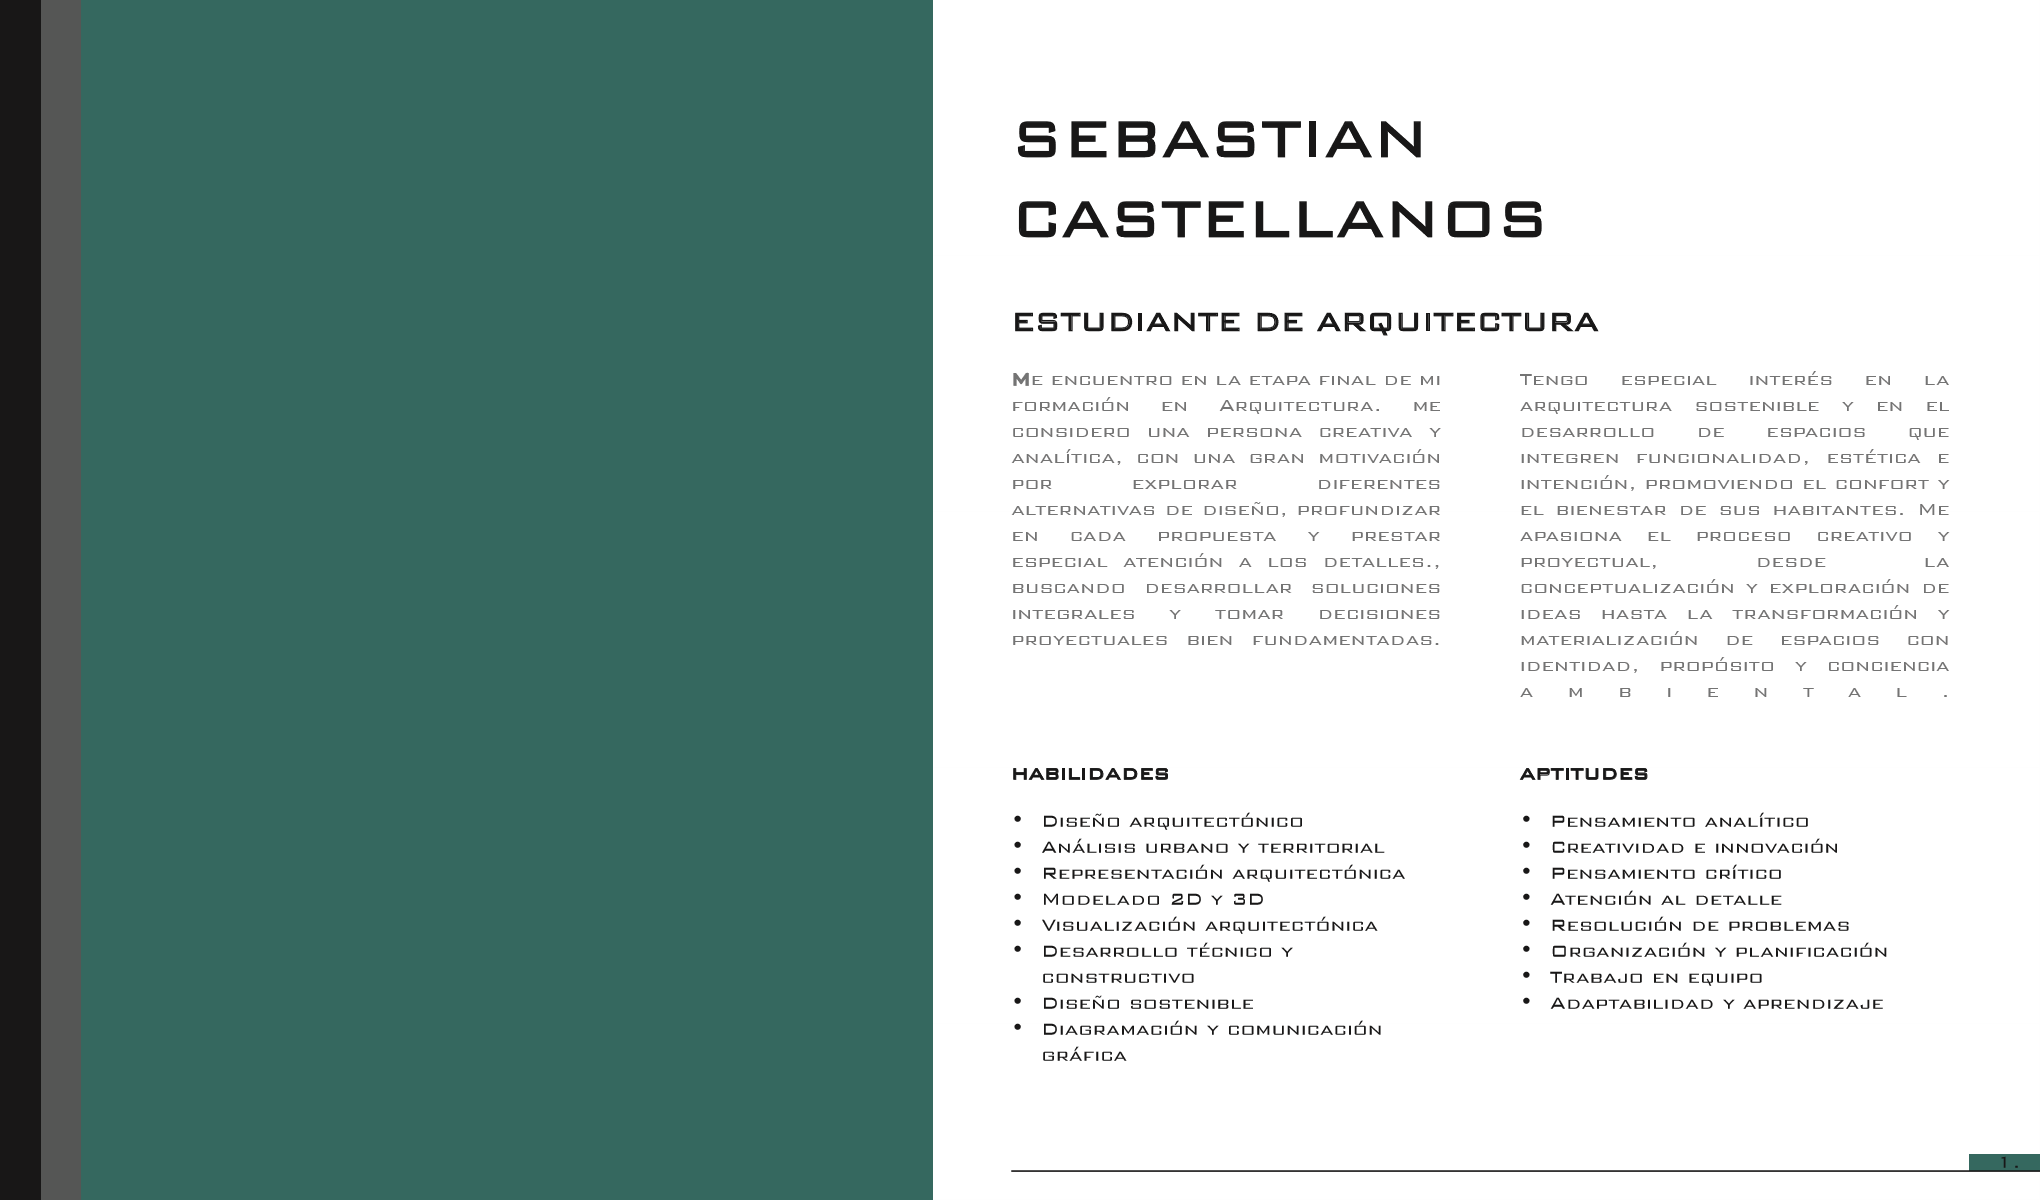 SEBASTIAN
CASTELLANOS
ESTUDIANTE DE ARQUITECTURA
Me encuentro en la etapa final de mi
formación en Arquitectura. me
considero una persona creativa y
analítica, con una gran motivación
por explorar diferentes
alternativas de diseño, profundizar
en cada propuesta y prestar
especial atención a los detalles.,
buscando desarrollar soluciones
integrales y tomar decisiones
proyectuales bien fundamentadas.
Tengo especial interés en la
arquitectura sostenible y en el
desarrollo de espacios que
integren funcionalidad, estética e
intención, promoviendo el confort y
el bienestar de sus habitantes. Me
apasiona el proceso creativo y
proyectual, desde la
conceptualización y exploración de
ideas hasta la transformación y
materialización de espacios con
identidad, propósito y conciencia
ambiental.
HABILIDADES
• Diseño arquitectónico
• Análisis urbano y territorial
• Representación arquitectónica
• Modelado 2D y 3D
• Visualización arquitectónica
• Desarrollo técnico y
constructivo
• Diseño sostenible
• Diagramación y comunicación
gráfica
APTITUDES
• Pensamiento analítico
• Creatividad e innovación
• Pensamiento crítico
• Atención al detalle
• Resolución de problemas
• Organización y planificación
• Trabajo en equipo
• Adaptabilidad y aprendizaje
1.